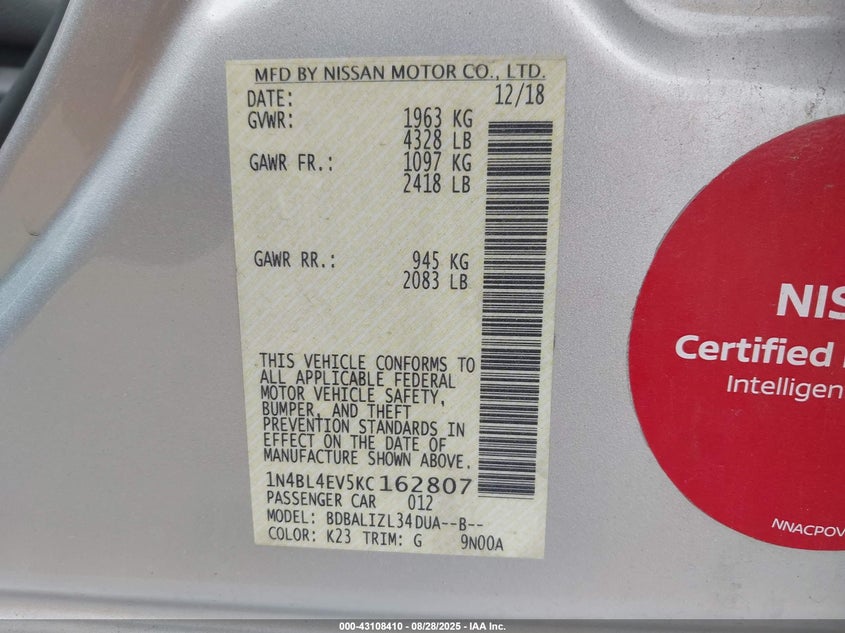 MFD BY NISSAN MOTOR CO., LTD.
DATE: 12/18
GVWR: 1963 KG
4328 LB
GAWR FR.: 1097 KG
2418 LB
GAWR RR.: 945 KG
2083 LB
THIS VEHICLE CONFORMS TO
ALL APPLICABLE FEDERAL
MOTOR VEHICLE SAFETY,
BUMPER, AND THEFT
PREVENTION STANDARDS IN
EFFECT ON THE DATE OF
MANUFACTURE SHOWN ABOVE.
1N4BL4EV5KC162807
PASSENGER CAR 012
MODEL: BDBALIZL34DUA--B--
COLOR: K23 TRIM: G 9N00A
NIS
Certified
Intelligen
NNACPOV
000-43108410 / 08/28/2025 - IAA Inc.